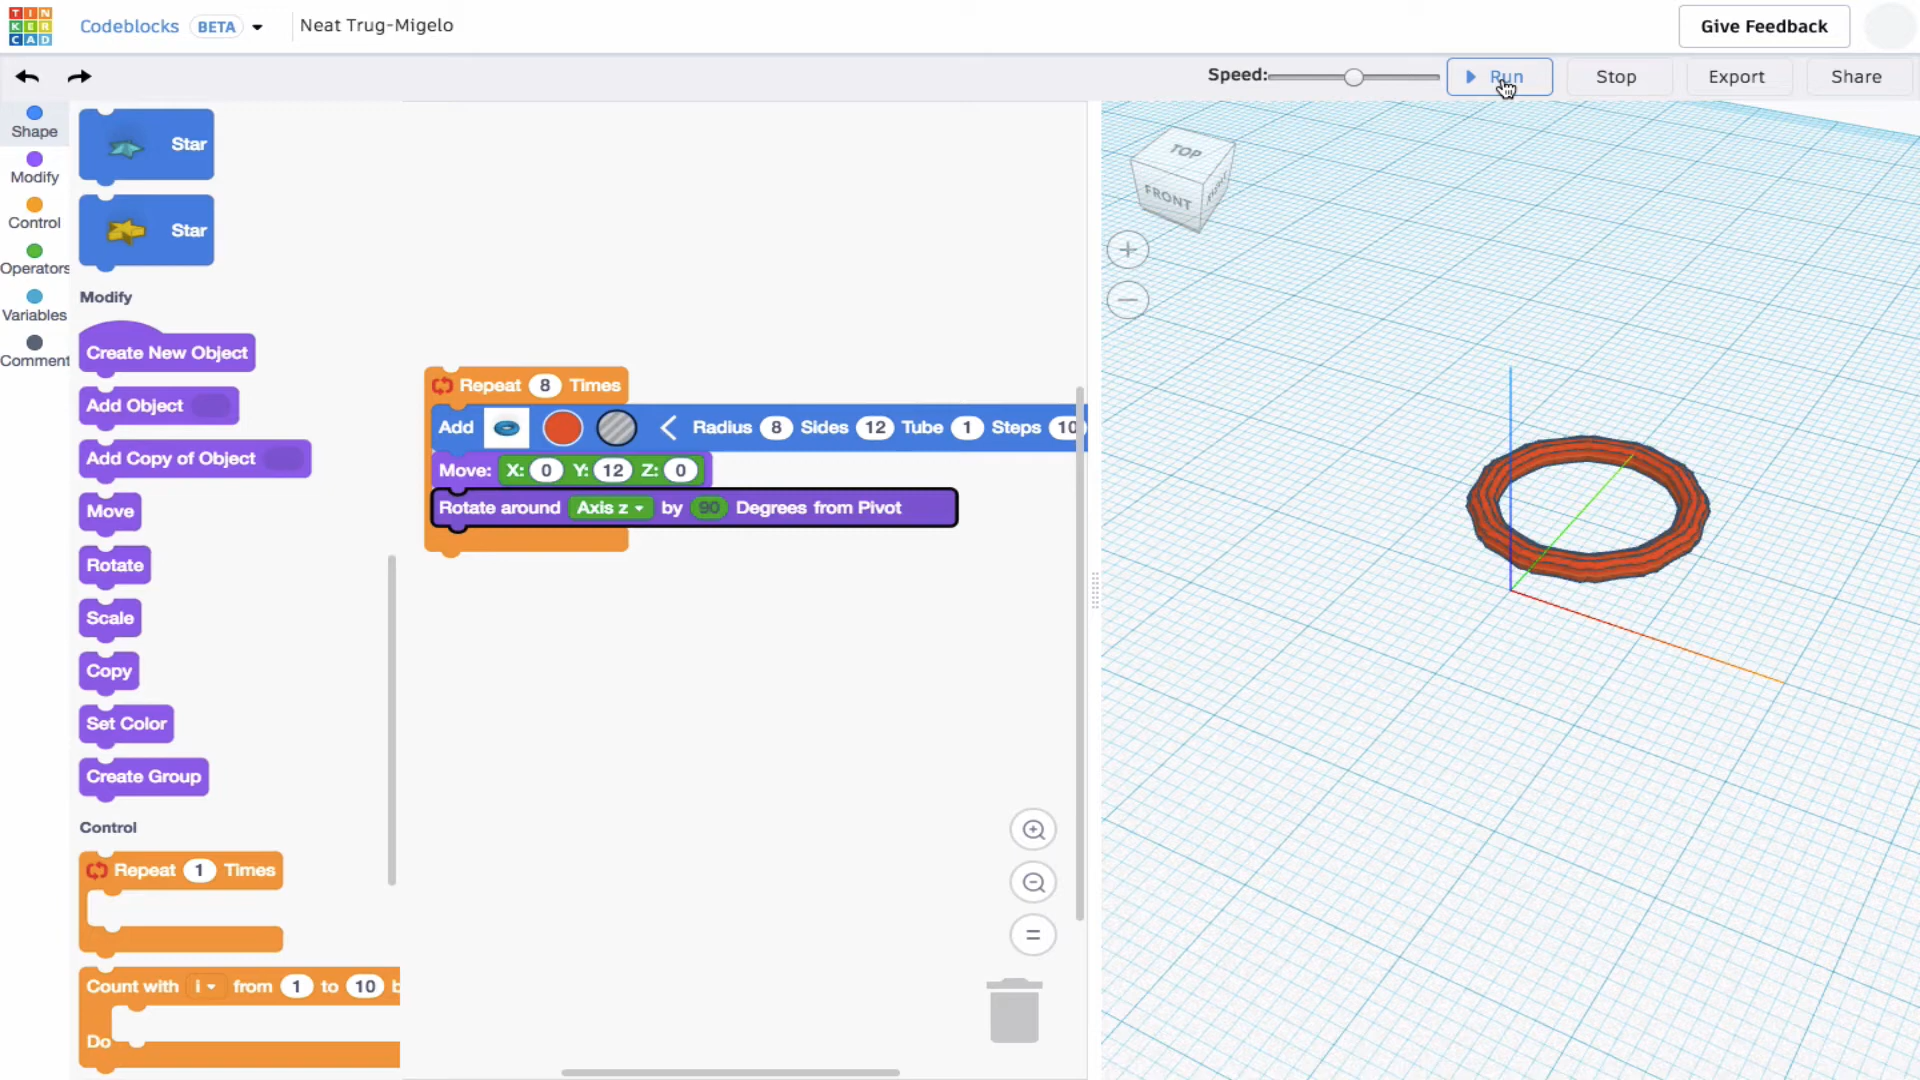 TIN
KER
CAD
Codeblocks BETA
Neat Trug-Migelo
Give Feedback
Speed:
Run
Stop
Export
Share
Shape
Modify
Control
Operators
Variables
Comment
Star
Star
Modify
Create New Object
Add Object
Add Copy of Object
Move
Rotate
Scale
Copy
Set Color
Create Group
Control
Repeat 1 Times
Count with i from 1 to 10 b
Do
Repeat 8 Times
Add Radius 8 Sides 12 Tube 1 Steps 10
Move: X: 0 Y: 12 Z: 0
Rotate around Axis z by 90 Degrees from Pivot
TOP
FRONT
RIGHT